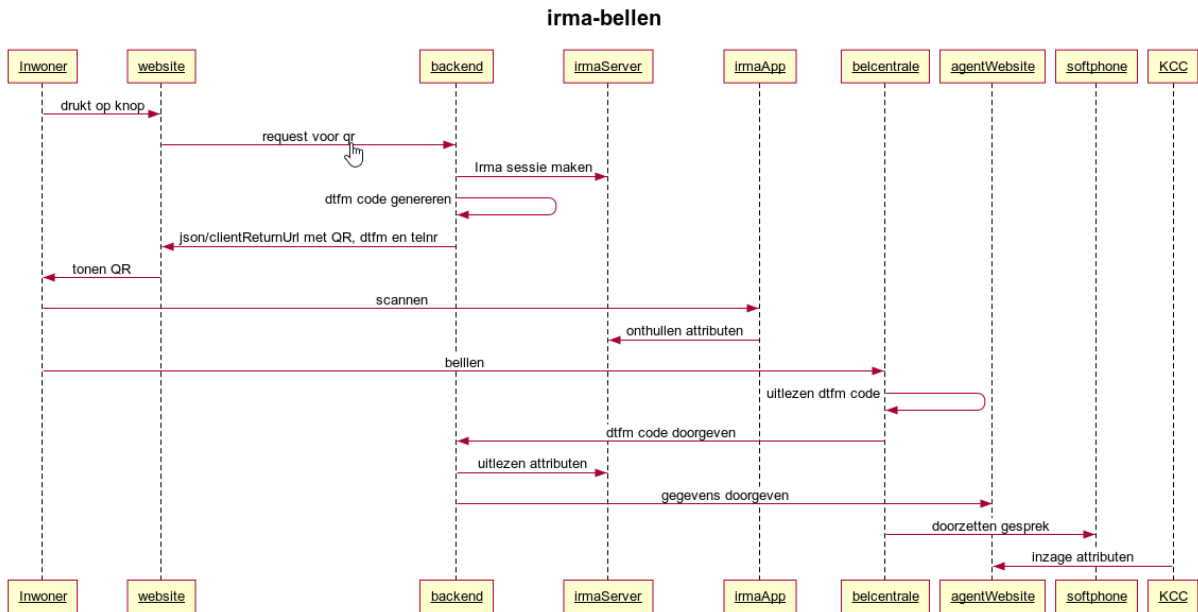 irma-bellen
Inwoner website backend irmaServer irmaApp belcentrale agentWebsite softphone KCC
drukt op knop
request voor qr
Irma sessie maken
dtfm code genereren
json/clientReturnUrl met QR, dtfm en telnr
tonen QR
scannen
onthullen attributen
belllen
uitlezen dtfm code
dtfm code doorgeven
uitlezen attributen
gegevens doorgeven
doorzetten gesprek
inzage attributen
Inwoner website backend irmaServer irmaApp belcentrale agentWebsite softphone KCC